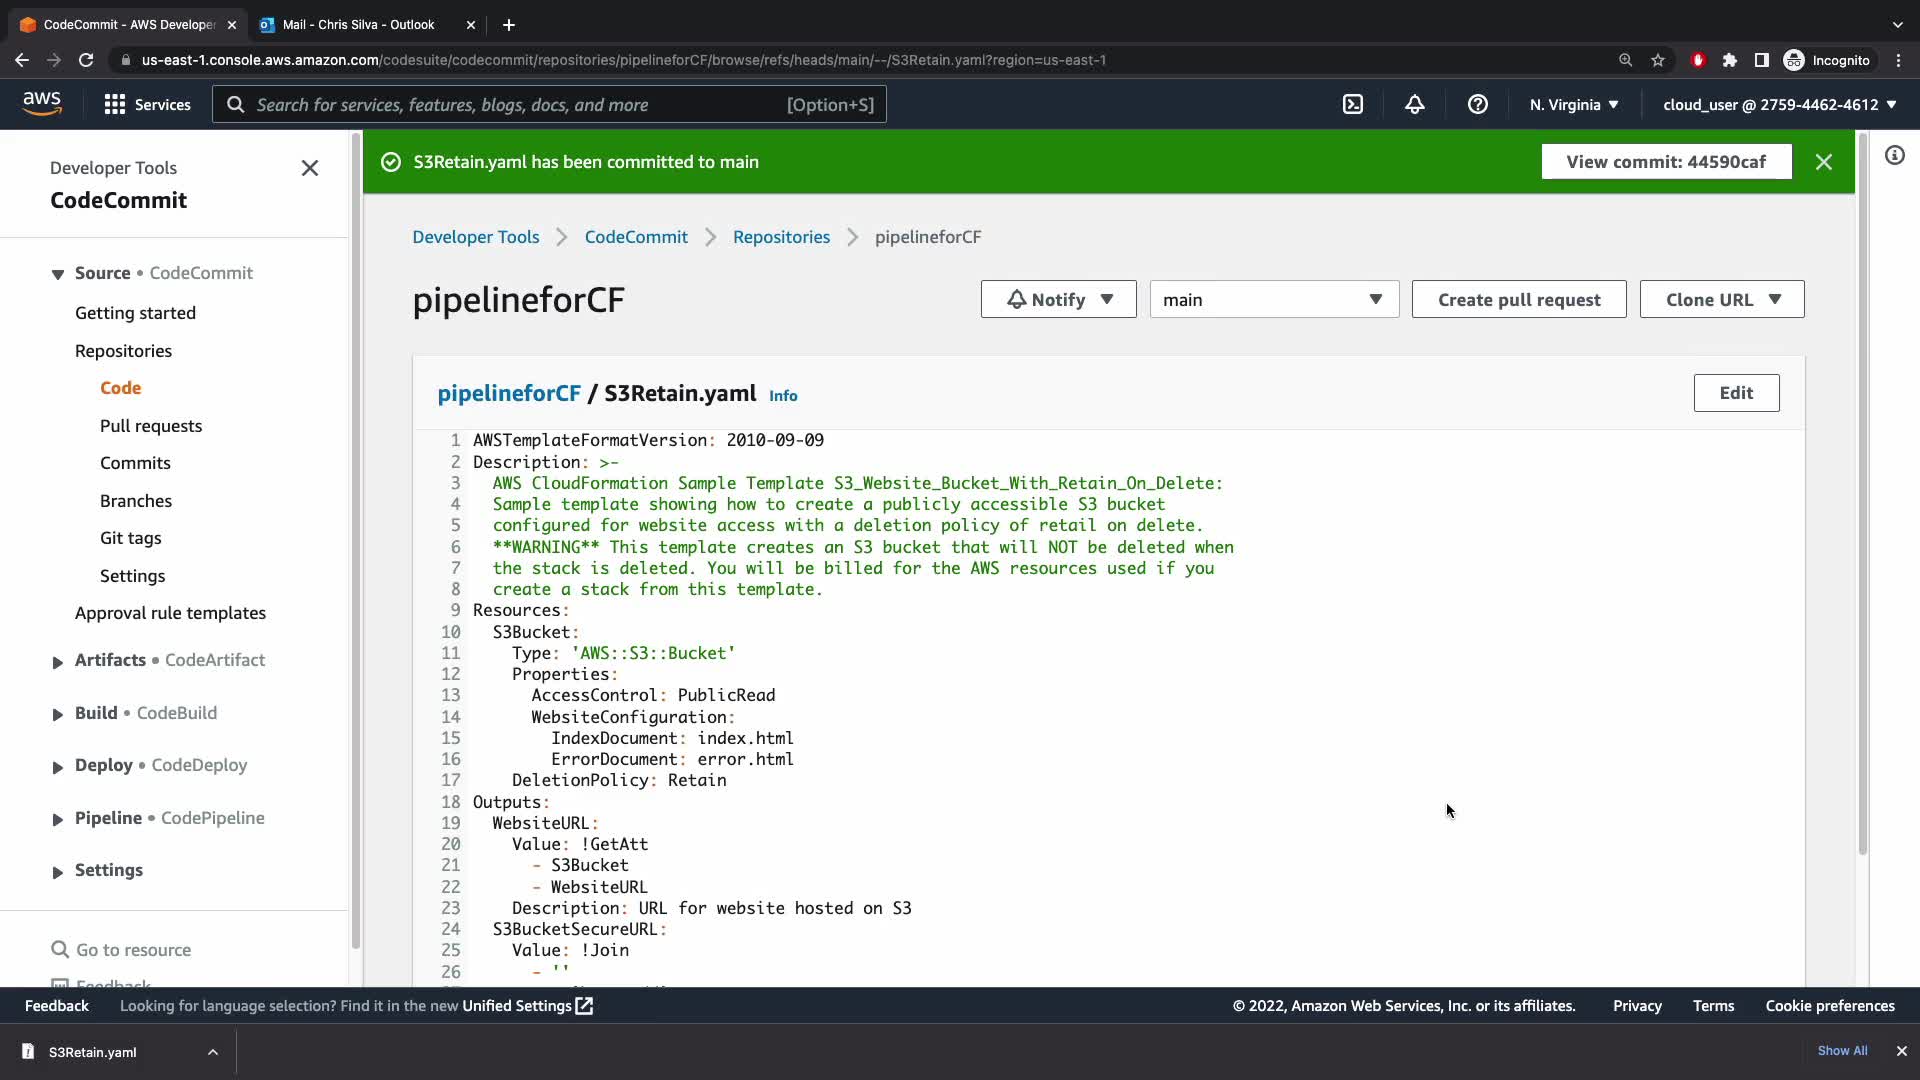 CodeCommit - AWS Develope
Mail - Chris Silva - Outlook
us-east-1.console.aws.amazon.com/codesuite/codecommit/repositories/pipelineforCF/browse/refs/heads/main/--/S3Retain.yaml?region=us-east-1
Incognito
aws
Services
Search for services, features, blogs, docs, and more
[Option+S]
N. Virginia
cloud_user @ 2759-4462-4612
Developer Tools
CodeCommit
Source • CodeCommit
Getting started
Repositories
Code
Pull requests
Commits
Branches
Git tags
Settings
Approval rule templates
Artifacts • CodeArtifact
Build • CodeBuild
Deploy • CodeDeploy
Pipeline • CodePipeline
Settings
Go to resource
Feedback
S3Retain.yaml has been committed to main
View commit: 44590caf
Developer Tools
CodeCommit
Repositories
pipelineforCF
pipelineforCF
Notify
main
Create pull request
Clone URL
pipelineforCF / S3Retain.yaml Info
Edit
1 AWSTemplateFormatVersion: 2010-09-09
2 Description: >-
3 AWS CloudFormation Sample Template S3_Website_Bucket_With_Retain_On_Delete:
4 Sample template showing how to create a publicly accessible S3 bucket
5 configured for website access with a deletion policy of retail on delete.
6 **WARNING** This template creates an S3 bucket that will NOT be deleted when
7 the stack is deleted. You will be billed for the AWS resources used if you
8 create a stack from this template.
9 Resources:
10 S3Bucket:
11 Type: 'AWS::S3::Bucket'
12 Properties:
13 AccessControl: PublicRead
14 WebsiteConfiguration:
15 IndexDocument: index.html
16 ErrorDocument: error.html
17 DeletionPolicy: Retain
18 Outputs:
19 WebsiteURL:
20 Value: !GetAtt
21 - S3Bucket
22 - WebsiteURL
23 Description: URL for website hosted on S3
24 S3BucketSecureURL:
25 Value: !Join
26 - ''
Feedback
Looking for language selection? Find it in the new Unified Settings
© 2022, Amazon Web Services, Inc. or its affiliates.
Privacy
Terms
Cookie preferences
S3Retain.yaml
Show All